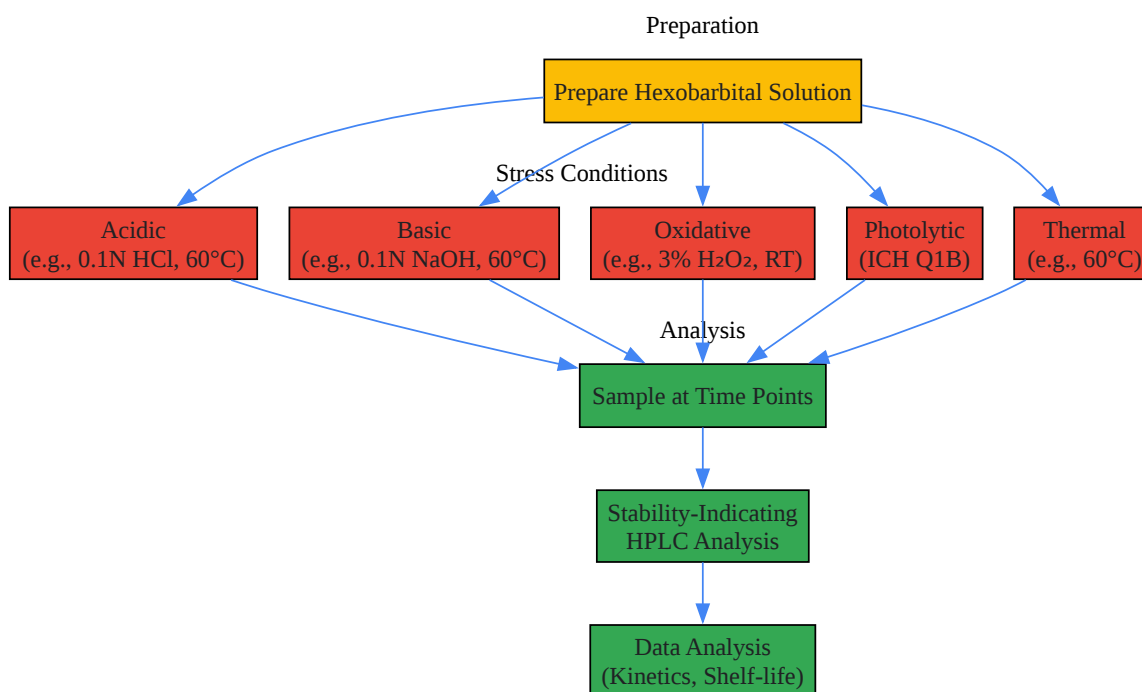 Preparation
Prepare Hexobarbital Solution
Stress Conditions
Acidic
(e.g., 0.1N HCl, 60°C)
Basic
(e.g., 0.1N NaOH, 60°C)
Oxidative
(e.g., 3% H₂O₂, RT)
Photolytic
(ICH Q1B)
Thermal
(e.g., 60°C)
Analysis
Sample at Time Points
Stability-Indicating
HPLC Analysis
Data Analysis
(Kinetics, Shelf-life)